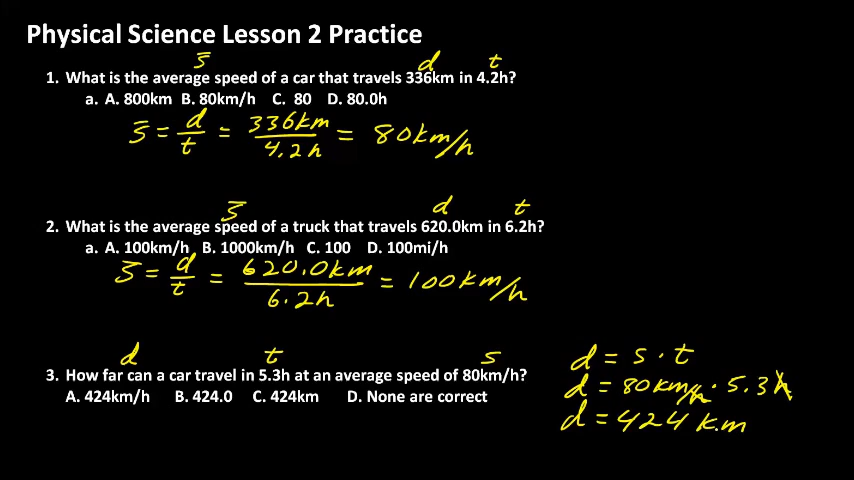 Physical Science Lesson 2 Practice
s̄ d t
1. What is the average speed of a car that travels 336km in 4.2h?
a. A. 800km B. 80km/h C. 80 D. 80.0h
s̄ = d/t = 336km/4.2h = 80km/h
s̄ d t
2. What is the average speed of a truck that travels 620.0km in 6.2h?
a. A. 100km/h B. 1000km/h C. 100 D. 100mi/h
s̄ = d/t = 620.0km/6.2h = 100km/h
d t s
3. How far can a car travel in 5.3h at an average speed of 80km/h?
A. 424km/h B. 424.0 C. 424km D. None are correct
d = s · t
d = 80km/h · 5.3h
d = 424km